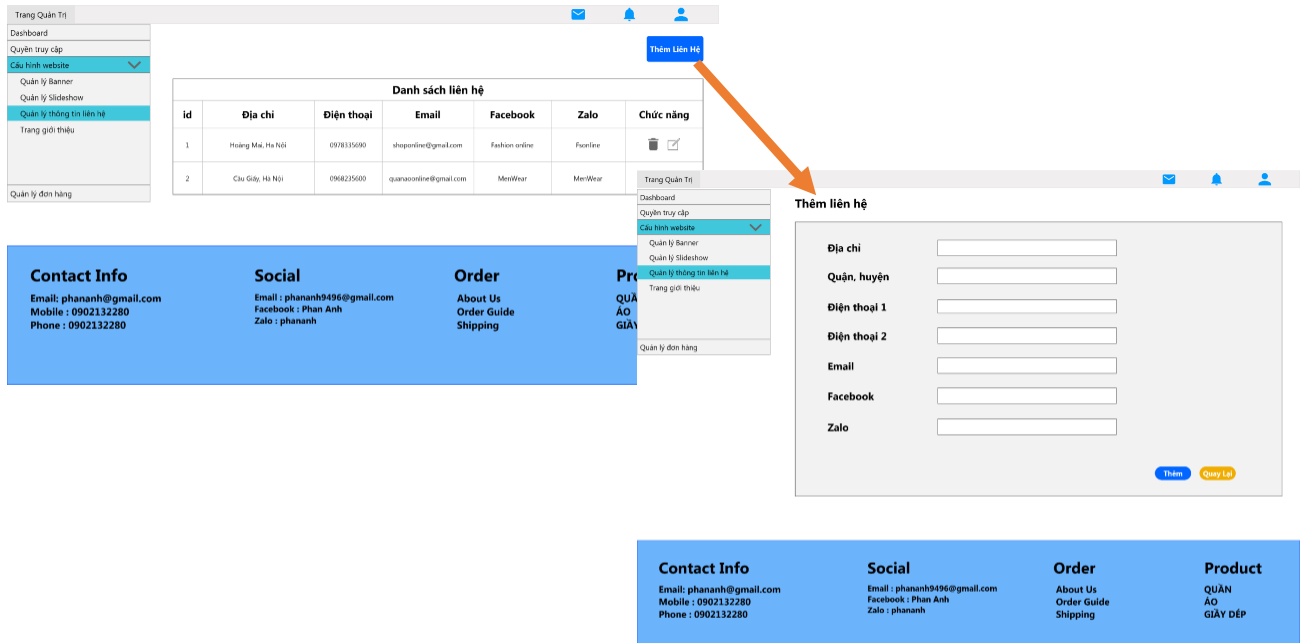 Trang Quản Trị
Dashboard
Quyền truy cập
Cấu hình website
Quản lý Banner
Quản lý Slideshow
Quản lý thông tin liên hệ
Trang giới thiệu
Quản lý đơn hàng
Thêm Liên Hệ
Danh sách liên hệ
id Địa chỉ Điện thoại Email Facebook Zalo Chức năng
1 Hoàng Mai, Ha Nôi 0978335690 shoponline@gmail.com Fashion online Fsonline
2 Cầu Giấy, Hà Nội 0968235600 quanaoonline@gmail.com MenWear MenWear
Contact Info
Email: phananh@gmail.com
Mobile : 0902132280
Phone : 0902132280
Social
Email : phananh9496@gmail.com
Facebook : Phan Anh
Zalo : phananh
Order
About Us
Order Guide
Shipping
ÁO
Trang Quản Trị
Dashboard
Quyền truy cập
Cấu hình website
Quản lý Banner
Quản lý Slideshow
Quản lý thông tin liên hệ
Trang giới thiệu
Quản lý đơn hàng
Thêm liên hệ
Địa chỉ
Quận, huyện
Điện thoại 1
Điện thoại 2
Email
Facebook
Zalo
Thêm Quay Lại
Contact Info
Email: phananh@gmail.com
Mobile : 0902132280
Phone : 0902132280
Social
Email : phananh9496@gmail.com
Facebook : Phan Anh
Zalo : phananh
Order
About Us
Order Guide
Shipping
Product
QUẦN
ÁO
GIẦY DÉP